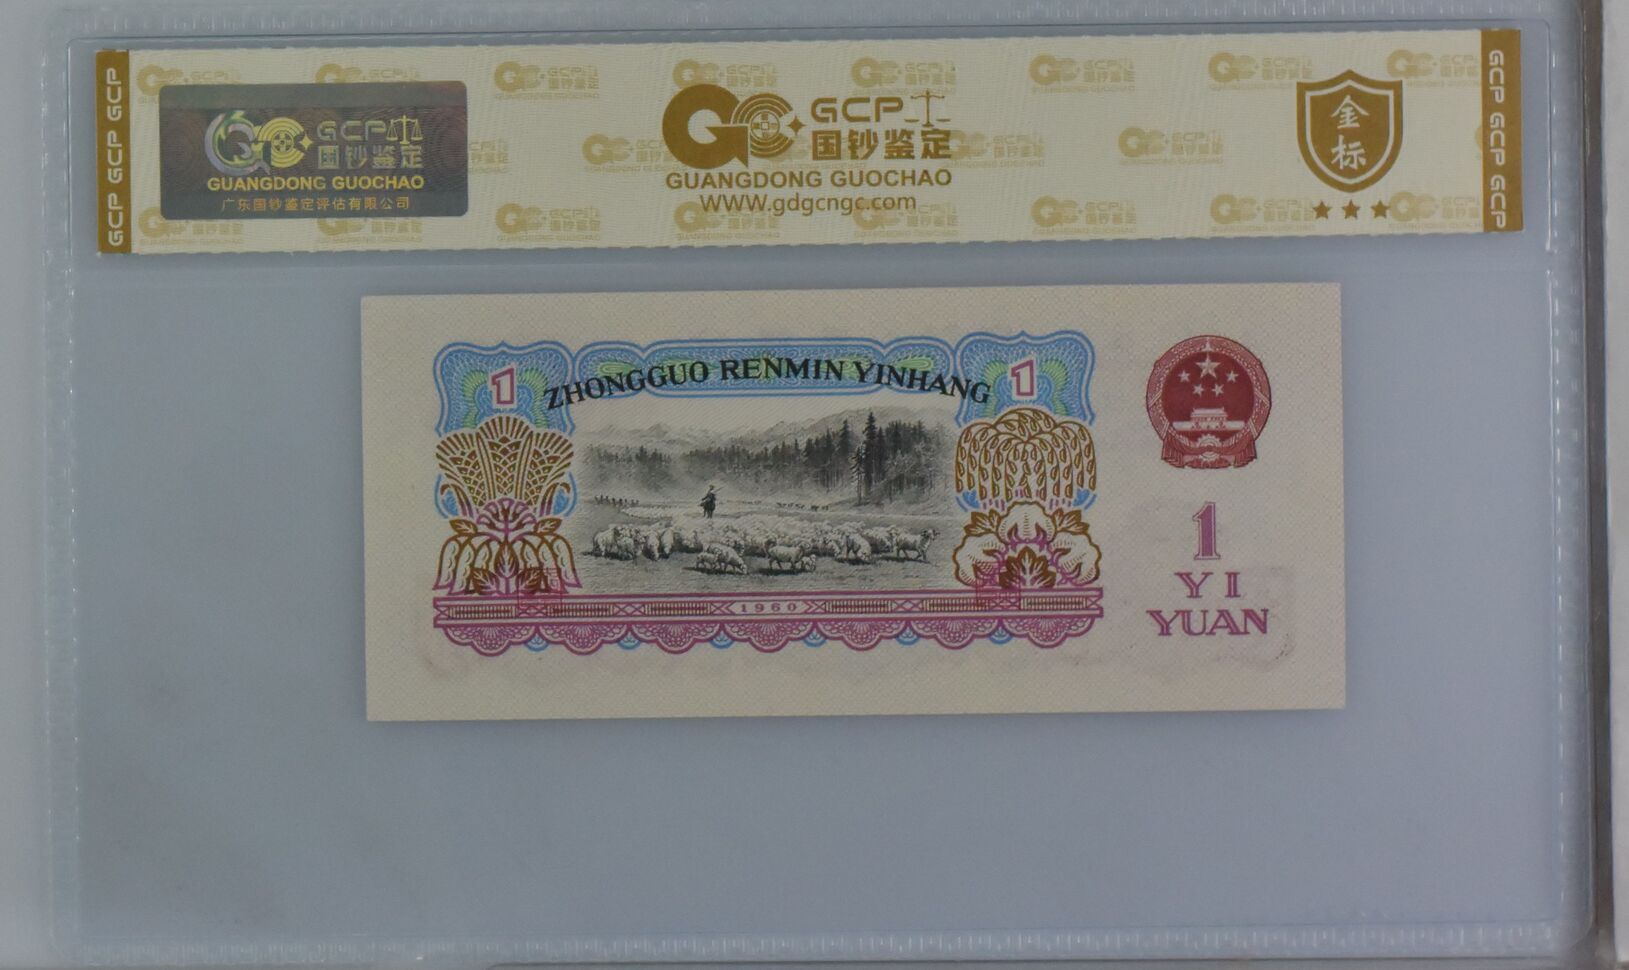 GCP GCP GCP
GCP
国钞鉴定
GUANGDONG GUOCHAO
广东国钞鉴定评估有限公司
GCP
国钞鉴定
GUANGDONG GUOCHAO
WWW.gdgcngc.com
金
标
GCP GCP GCP
1
ZHONGGUO RENMIN YINHANG
1
1960
1
YI
YUAN